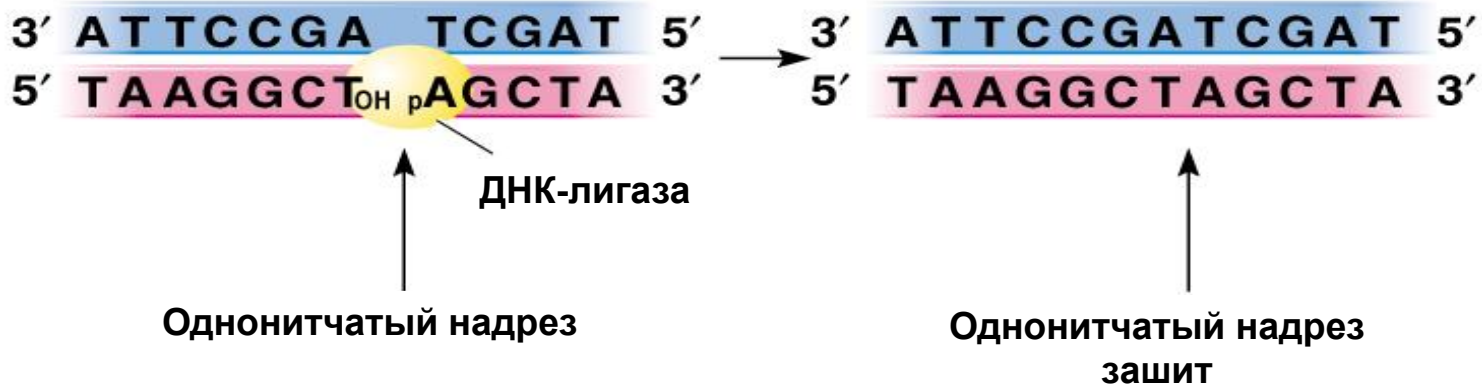 3′ ATTCCGA TCGAT 5′
5′ TAAGGCTOH pAGCTA 3′
3′ ATTCCGATCGAT 5′
5′ TAAGGCTAGCTA 3′
ДНК-лигаза
Однонитчатый надрез
Однонитчатый надрез
зашит